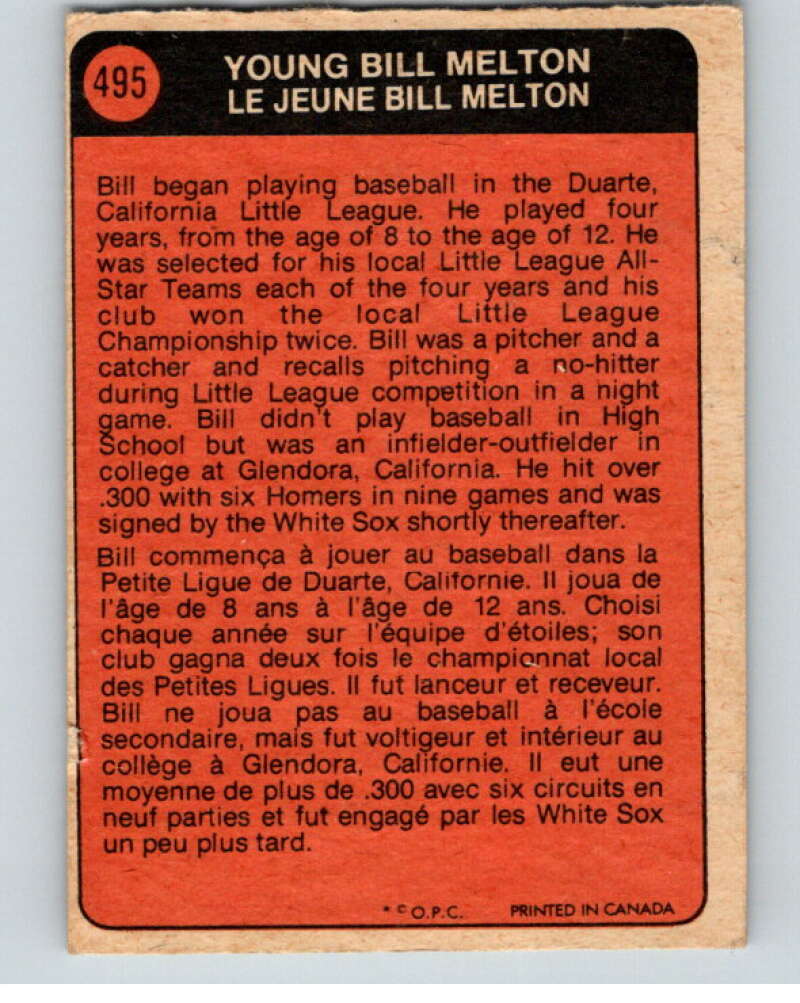 495
YOUNG BILL MELTON
LE JEUNE BILL MELTON
Bill began playing baseball in the Duarte,
California Little League. He played four
years, from the age of 8 to the age of 12. He
was selected for his local Little League All-
Star Teams each of the four years and his
club won the local Little League
Championship twice. Bill was a pitcher and a
catcher and recalls pitching a no-hitter
during Little League competition in a night
game. Bill didn't play baseball in High
School but was an infielder-outfielder in
college at Glendora, California. He hit over
.300 with six Homers in nine games and was
signed by the White Sox shortly thereafter.
Bill commença à jouer au baseball dans la
Petite Ligue de Duarte, Californie. Il joua de
l'âge de 8 ans à l'âge de 12 ans. Choisi
chaque année sur l'équipe d'étoiles; son
club gagna deux fois le championnat local
des Petites Ligues. Il fut lanceur et receveur.
Bill ne joua pas au baseball à l'école
secondaire, mais fut voltigeur et intérieur au
collège à Glendora, Californie. Il eut une
moyenne de plus de .300 avec six circuits en
neuf parties et fut engagé par les White Sox
un peu plus tard.
* © O.P.C. PRINTED IN CANADA